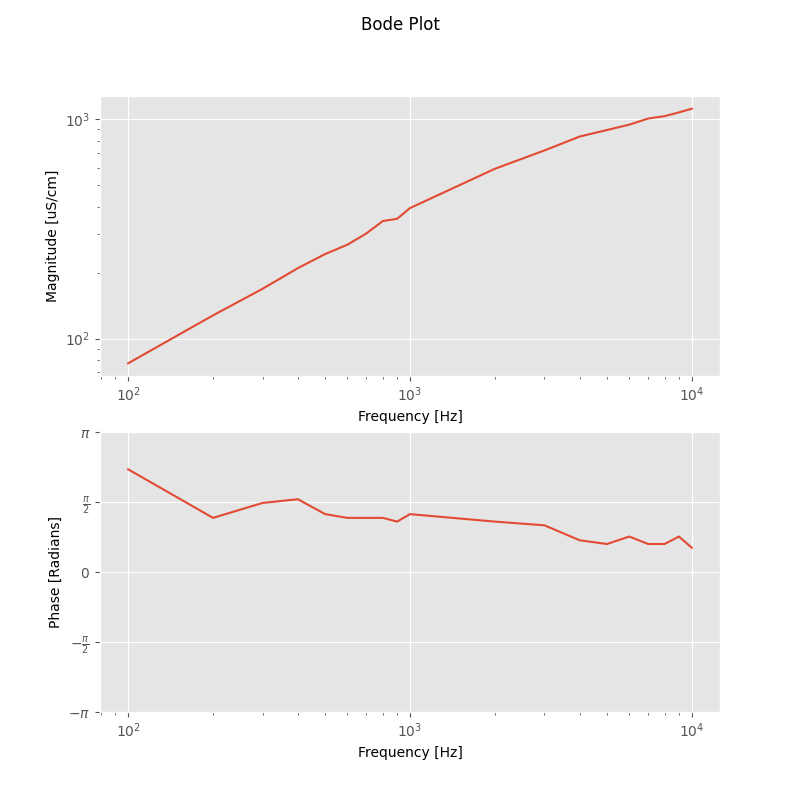 Bode Plot
Magnitude [uS/cm]
10³
10²
10² 10³ 10⁴
Frequency [Hz]
Phase [Radians]
π
π/2
0
−π/2
−π
10² 10³ 10⁴
Frequency [Hz]